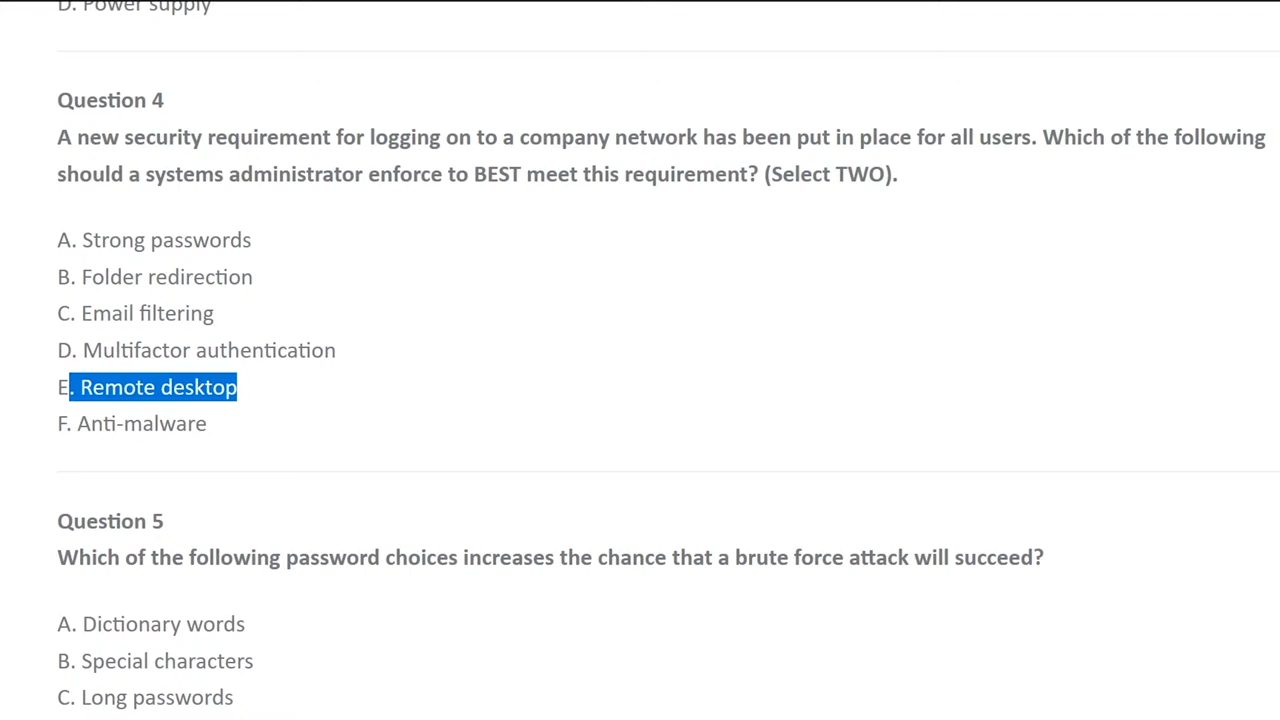 D. Power supply
Question 4
A new security requirement for logging on to a company network has been put in place for all users. Which of the following
should a systems administrator enforce to BEST meet this requirement? (Select TWO).
A. Strong passwords
B. Folder redirection
C. Email filtering
D. Multifactor authentication
E. Remote desktop
F. Anti-malware
Question 5
Which of the following password choices increases the chance that a brute force attack will succeed?
A. Dictionary words
B. Special characters
C. Long passwords